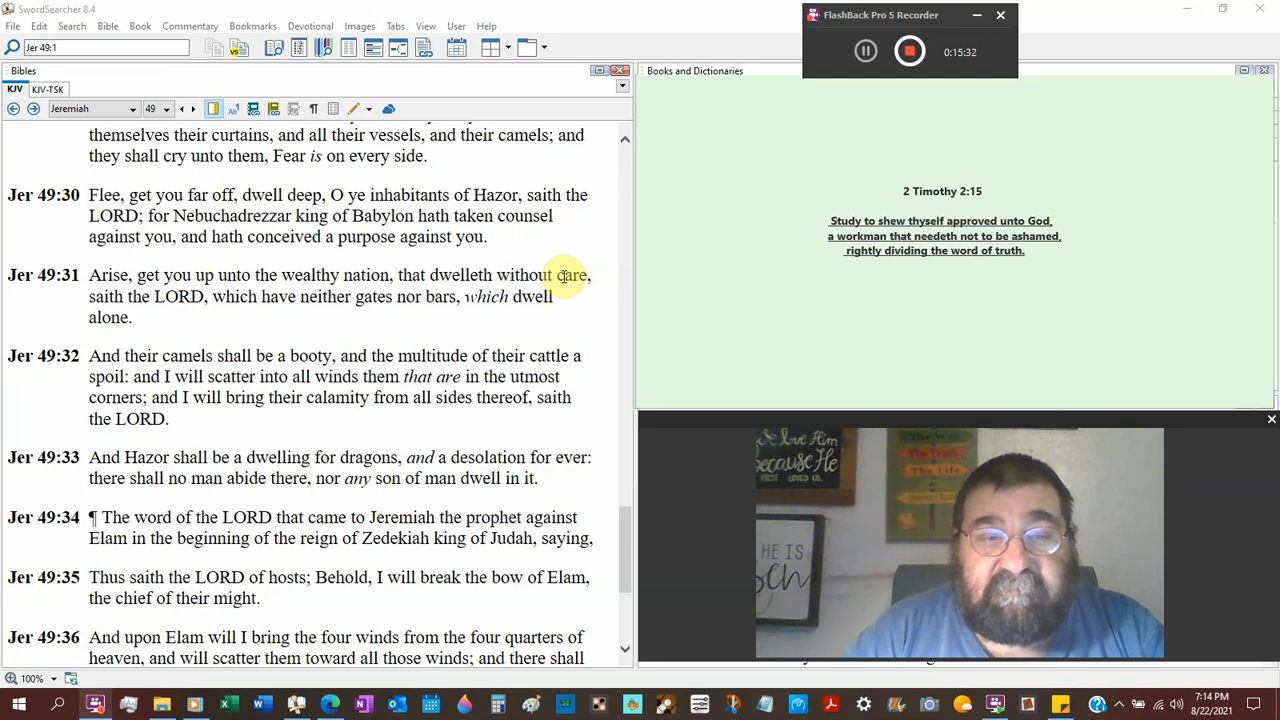 SwordSearcher 8.4
File Edit Search Bible Book Commentary Bookmarks Devotional Images Tabs View User Help
Jer 49:1
FlashBack Pro 5 Recorder
0:15:32
Bibles
KJV KJV-TSK
Jeremiah 49
themselves their curtains, and all their vessels, and their camels; and
they shall cry unto them, Fear is on every side.
Jer 49:30 Flee, get you far off, dwell deep, O ye inhabitants of Hazor, saith the
LORD; for Nebuchadrezzar king of Babylon hath taken counsel
against you, and hath conceived a purpose against you.
Jer 49:31 Arise, get you up unto the wealthy nation, that dwelleth without care,
saith the LORD, which have neither gates nor bars, which dwell
alone.
Jer 49:32 And their camels shall be a booty, and the multitude of their cattle a
spoil: and I will scatter into all winds them that are in the utmost
corners; and I will bring their calamity from all sides thereof, saith
the LORD.
Jer 49:33 And Hazor shall be a dwelling for dragons, and a desolation for ever:
there shall no man abide there, nor any son of man dwell in it.
Jer 49:34 ¶ The word of the LORD that came to Jeremiah the prophet against
Elam in the beginning of the reign of Zedekiah king of Judah, saying,
Jer 49:35 Thus saith the LORD of hosts; Behold, I will break the bow of Elam,
the chief of their might.
Jer 49:36 And upon Elam will I bring the four winds from the four quarters of
heaven, and will scatter them toward all those winds; and there shall
100%
Books and Dictionaries
2 Timothy 2:15
Study to shew thyself approved unto God,
a workman that needeth not to be ashamed,
rightly dividing the word of truth.
we love Him
because He
FIRST LOVED US.
The Way
The Life
HE IS
7:14 PM
8/22/2021